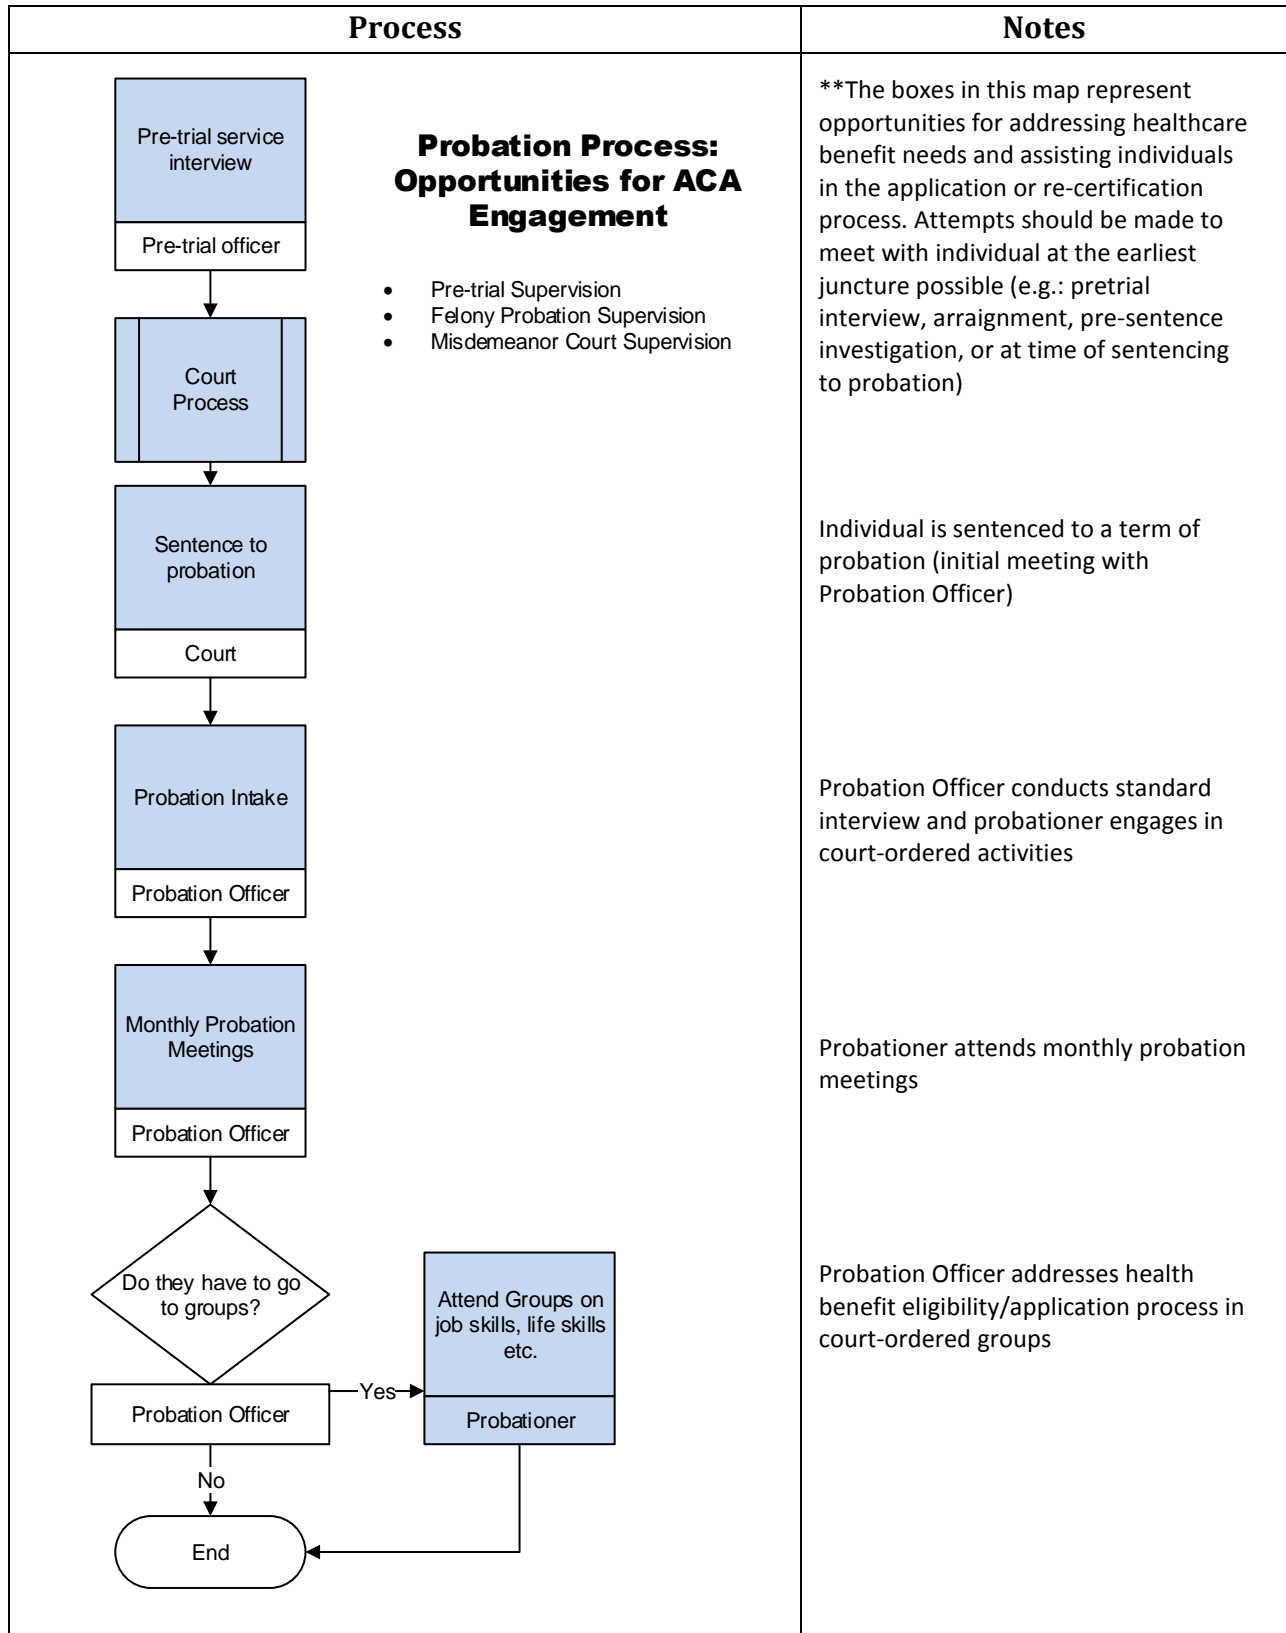 Process
Notes
Pre-trial service
interview
Pre-trial officer
Probation Process:
Opportunities for ACA
Engagement
• Pre-trial Supervision
• Felony Probation Supervision
• Misdemeanor Court Supervision
**The boxes in this map represent
opportunities for addressing healthcare
benefit needs and assisting individuals
in the application or re-certification
process. Attempts should be made to
meet with individual at the earliest
juncture possible (e.g.: pretrial
interview, arraignment, pre-sentence
investigation, or at time of sentencing
to probation)
Court
Process
Sentence to
probation
Court
Individual is sentenced to a term of
probation (initial meeting with
Probation Officer)
Probation Intake
Probation Officer
Probation Officer conducts standard
interview and probationer engages in
court-ordered activities
Monthly Probation
Meetings
Probation Officer
Probationer attends monthly probation
meetings
Do they have to go
to groups?
Probation Officer
Yes
Attend Groups on
job skills, life skills
etc.
Probationer
Probation Officer addresses health
benefit eligibility/application process in
court-ordered groups
No
End